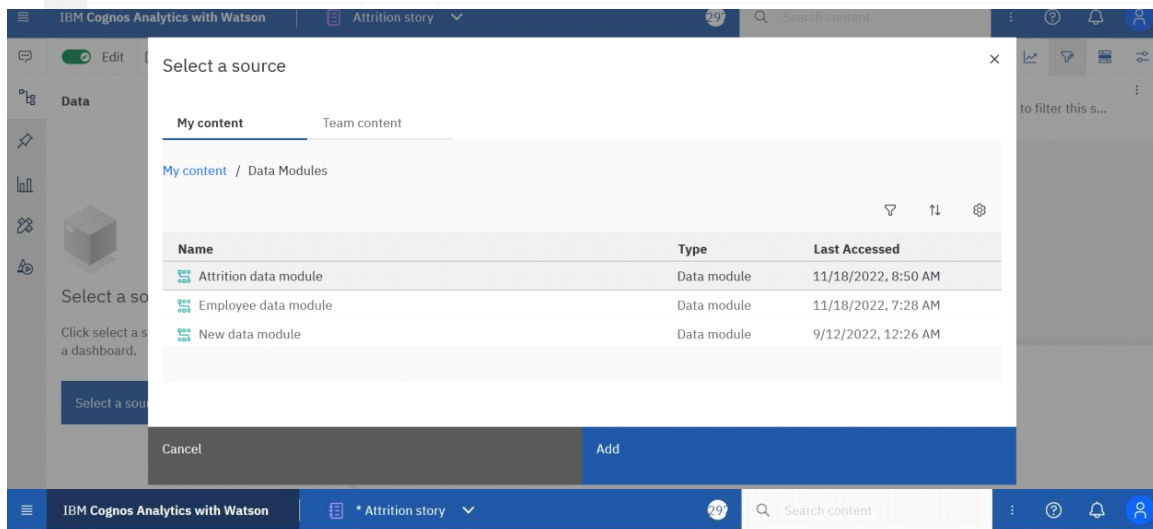 IBM Cognos Analytics with Watson Attrition story 297 Search content
Edit
Select a source
Data
to filter this s...
My content Team content
My content / Data Modules
Name Type Last Accessed
Attrition data module Data module 11/18/2022, 8:50 AM
Employee data module Data module 11/18/2022, 7:28 AM
New data module Data module 9/12/2022, 12:26 AM
Select a so
Click select a s
a dashboard.
Select a sou
Cancel Add
IBM Cognos Analytics with Watson * Attrition story 297 Search content